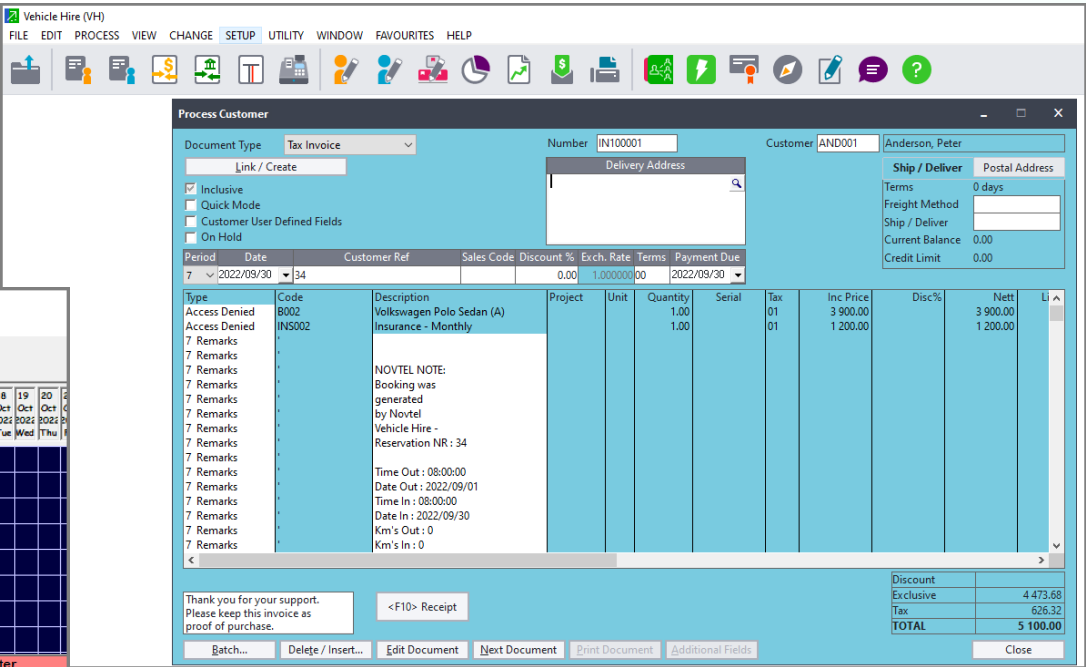 Vehicle Hire (VH)
FILE EDIT PROCESS VIEW CHANGE SETUP UTILITY WINDOW FAVOURITES HELP
Process Customer
Document Type Tax Invoice Number IN100001 Customer AND001 Anderson, Peter
Link / Create Delivery Address Ship / Deliver Postal Address
Inclusive Terms 0 days
Quick Mode Freight Method
Customer User Defined Fields Ship / Deliver
On Hold Current Balance 0.00
Credit Limit 0.00
Period Date Customer Ref Sales Code Discount % Exch. Rate Terms Payment Due
7 2022/09/30 34 0.00 1.000000 00 2022/09/30
Type Code Description Project Unit Quantity Serial Tax Inc Price Disc% Nett
Access Denied B002 Volkswagen Polo Sedan (A) 1.00 01 3 900.00 3 900.00
Access Denied INS002 Insurance - Monthly 1.00 01 1 200.00 1 200.00
7 Remarks '
7 Remarks '
7 Remarks ' NOVTEL NOTE:
7 Remarks ' Booking was
7 Remarks ' generated
7 Remarks ' by Novtel
7 Remarks ' Vehicle Hire -
7 Remarks ' Reservation NR : 34
7 Remarks '
7 Remarks ' Time Out : 08:00:00
7 Remarks ' Date Out : 2022/09/01
7 Remarks ' Time In : 08:00:00
7 Remarks ' Date In : 2022/09/30
7 Remarks ' Km's Out : 0
7 Remarks ' Km's In : 0
19 20
Oct Oct
2022 2022
Tue Wed Thu
Thank you for your support.
Please keep this invoice as
proof of purchase.
<F10> Receipt
Discount
Exclusive 4 473.68
Tax 626.32
TOTAL 5 100.00
Batch... Delete / Insert... Edit Document Next Document Print Document Additional Fields Close